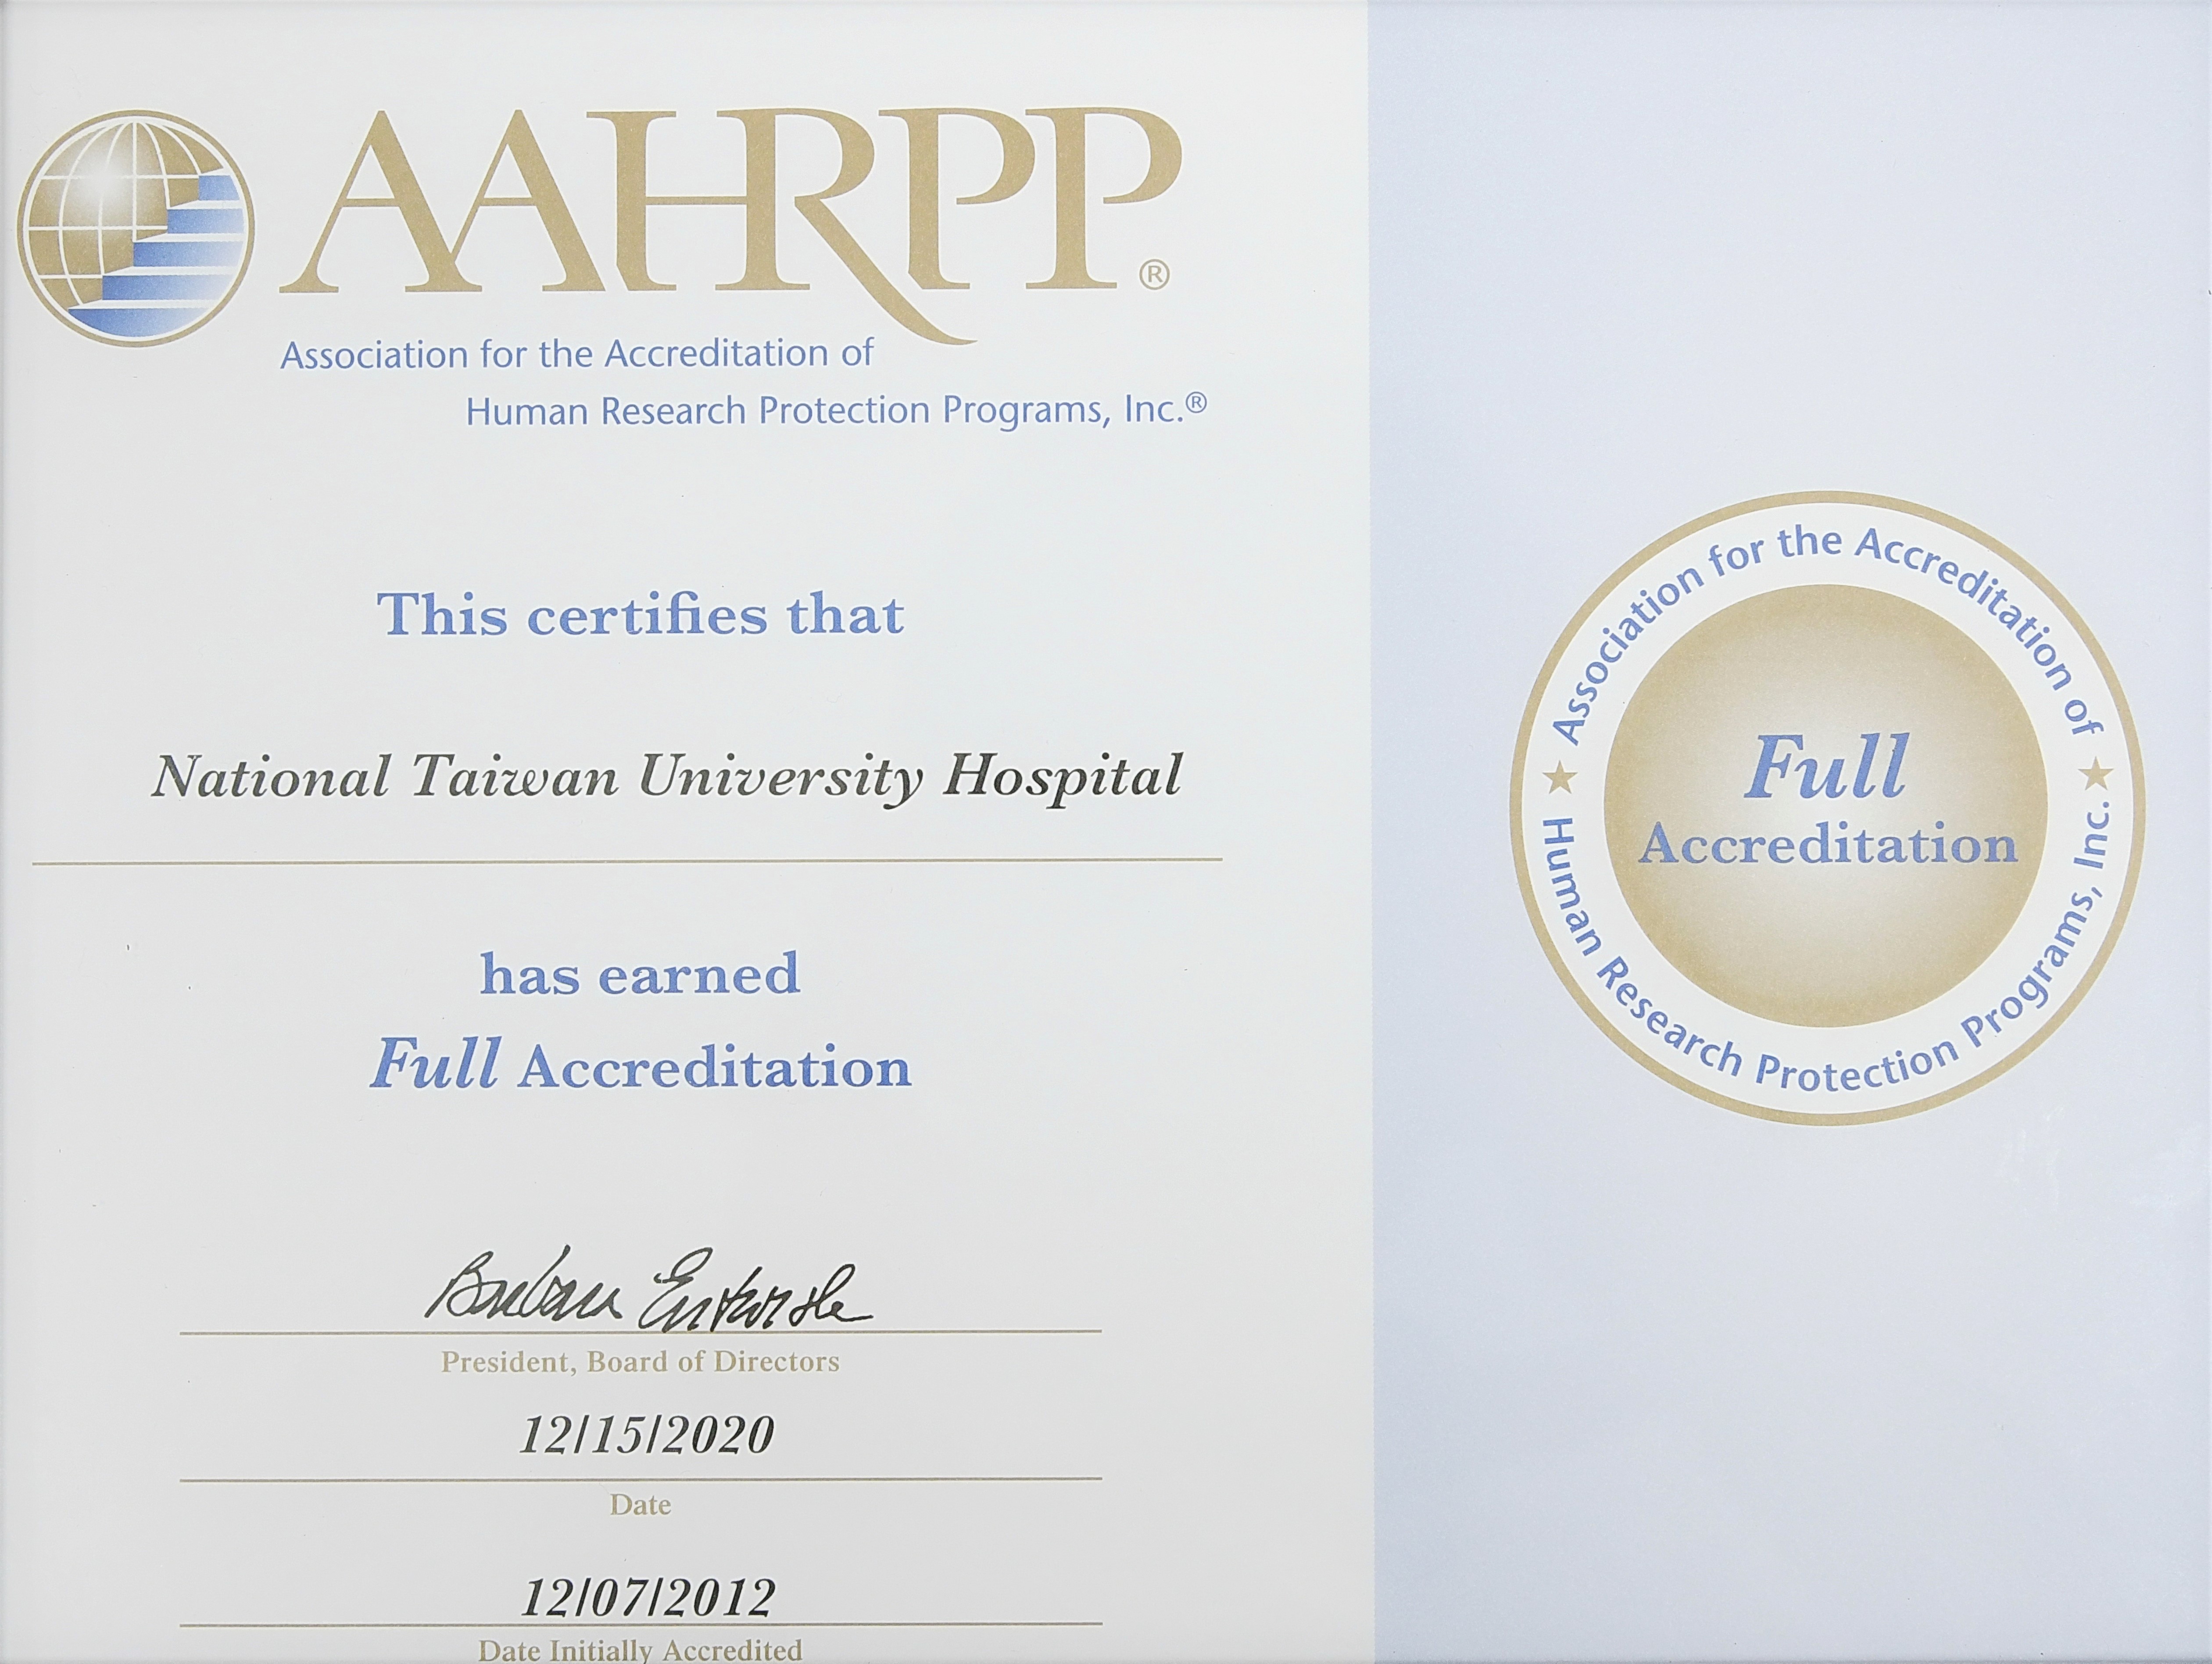 AAHRPP®
Association for the Accreditation of
Human Research Protection Programs, Inc.®
This certifies that
National Taiwan University Hospital
has earned
Full Accreditation
President, Board of Directors
12/15/2020
Date
12/07/2012
Date Initially Accredited
★ Association for the Accreditation of ★
Human Research Protection Programs, Inc.
Full
Accreditation